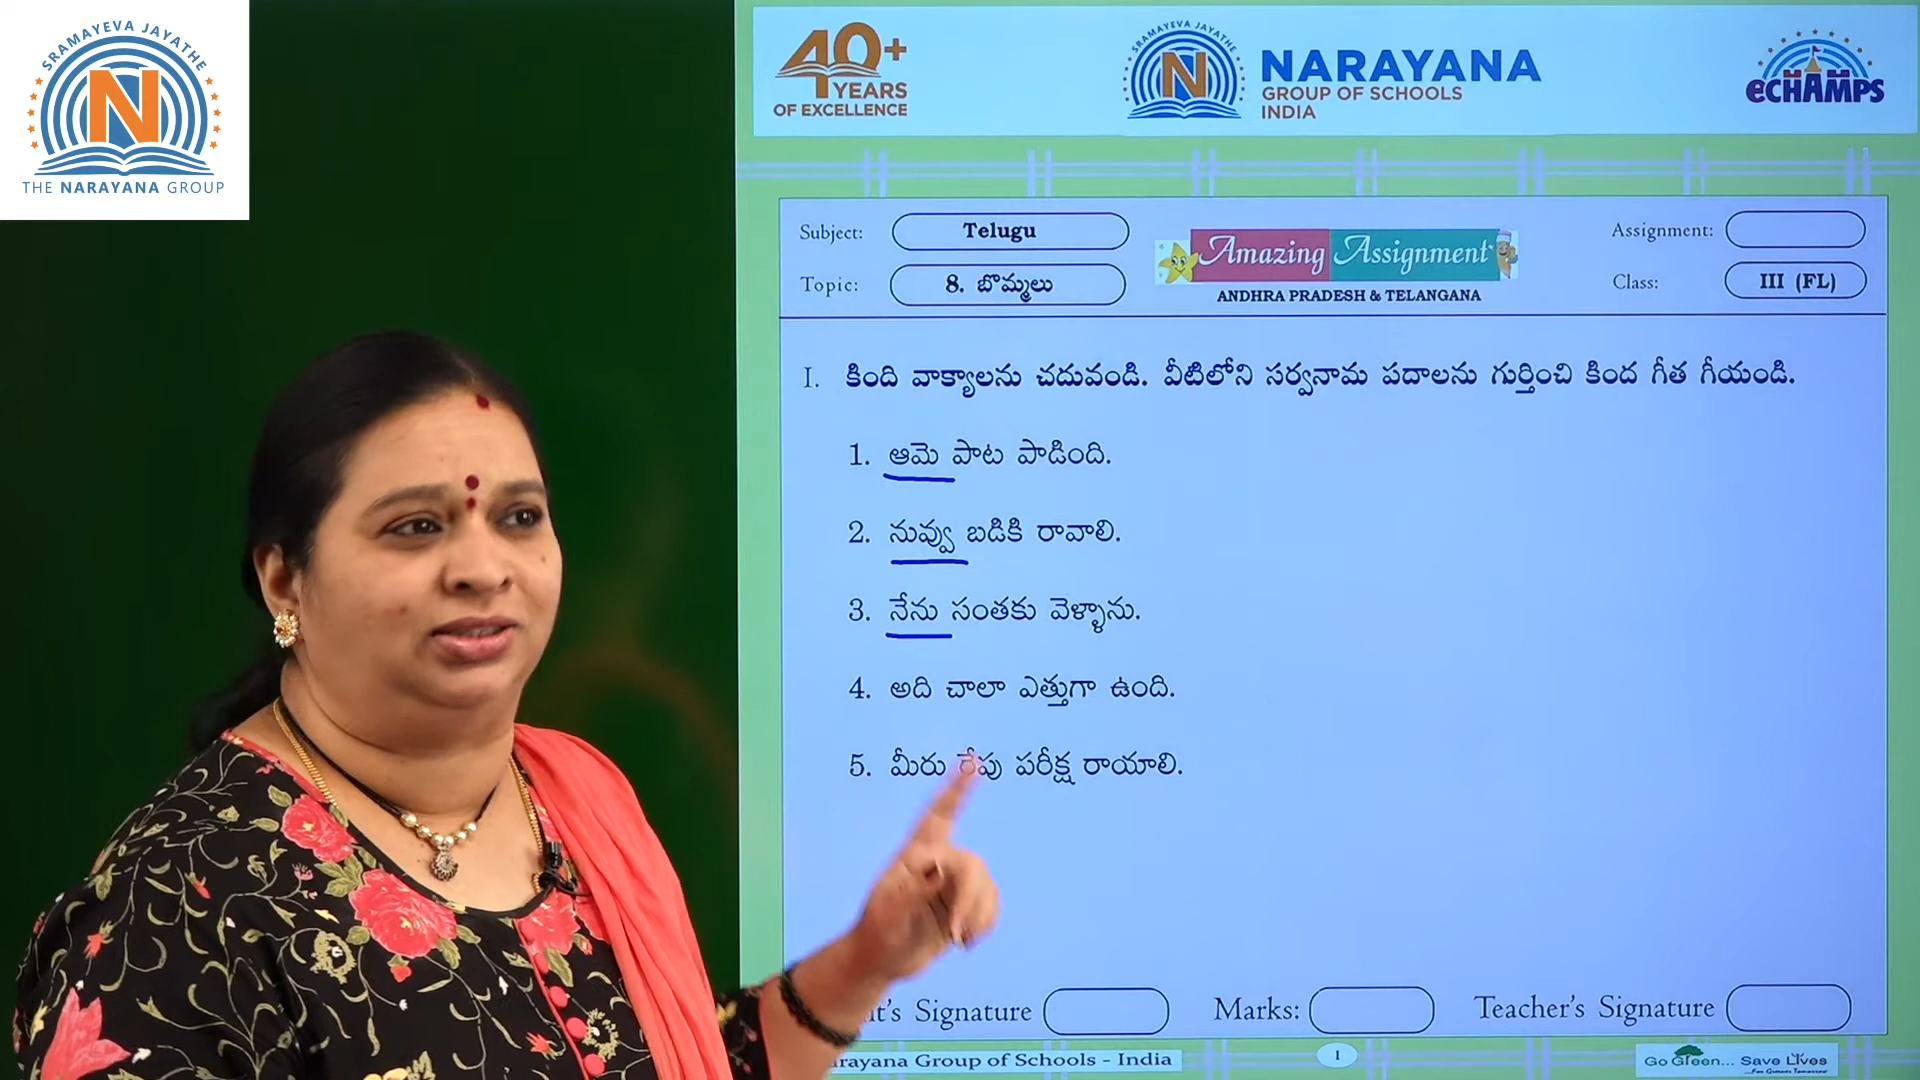 SRAMAYEVA JAYATHE
N
THE NARAYANA GROUP
40+ YEARS OF EXCELLENCE
SRAMAYEVA JAYATHE
N
NARAYANA
GROUP OF SCHOOLS
INDIA
eCHAMPS
Subject: Telugu
Topic: 8. బొమ్మలు
Amazing Assignment
ANDHRA PRADESH & TELANGANA
Assignment:
Class: III (FL)
I. కింది వాక్యాలను చదువండి. వీటిలోని సర్వనామ పదాలను గుర్తించి కింద గీత గీయండి.
1. ఆమె పాట పాడింది.
2. నువ్వు బడికి రావాలి.
3. నేను సంతకు వెళ్ళాను.
4. అది చాలా ఎత్తుగా ఉంది.
5. మీరు రేపు పరీక్ష రాయాలి.
Signature Marks: Teacher's Signature
Group of Schools - India
1
Go Green... Save Lives